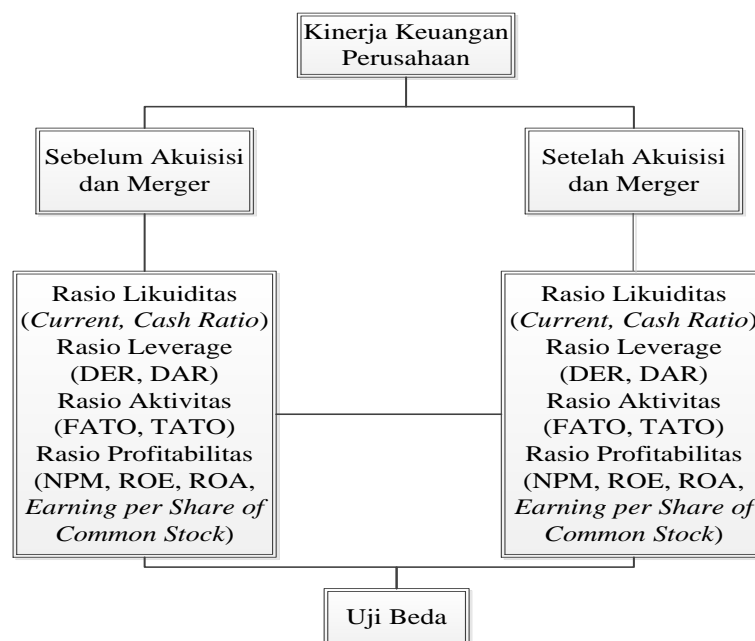 Kinerja Keuangan
Perusahaan
Sebelum Akuisisi
dan Merger
Setelah Akuisisi
dan Merger
Rasio Likuiditas
(Current, Cash Ratio)
Rasio Leverage
(DER, DAR)
Rasio Aktivitas
(FATO, TATO)
Rasio Profitabilitas
(NPM, ROE, ROA,
Earning per Share of
Common Stock)
Rasio Likuiditas
(Current, Cash Ratio)
Rasio Leverage
(DER, DAR)
Rasio Aktivitas
(FATO, TATO)
Rasio Profitabilitas
(NPM, ROE, ROA,
Earning per Share of
Common Stock)
Uji Beda